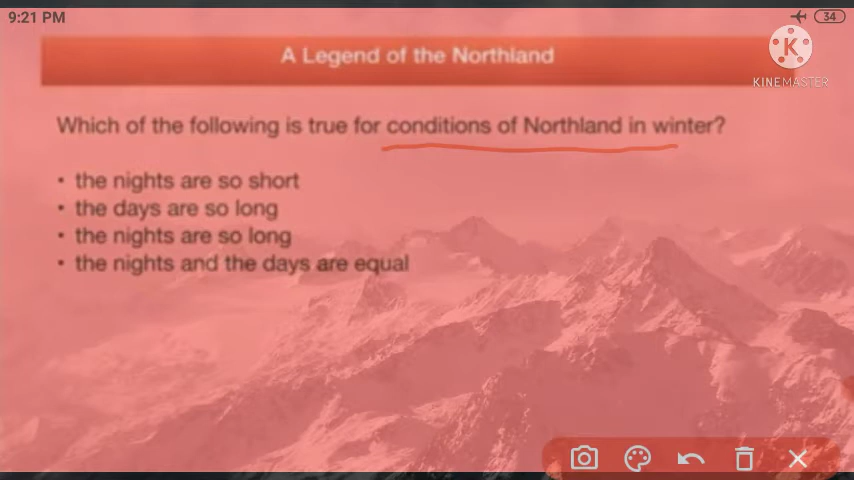 9:21 PM
34
A Legend of the Northland
K
KINEMASTER
Which of the following is true for conditions of Northland in winter?
• the nights are so short
• the days are so long
• the nights are so long
• the nights and the days are equal